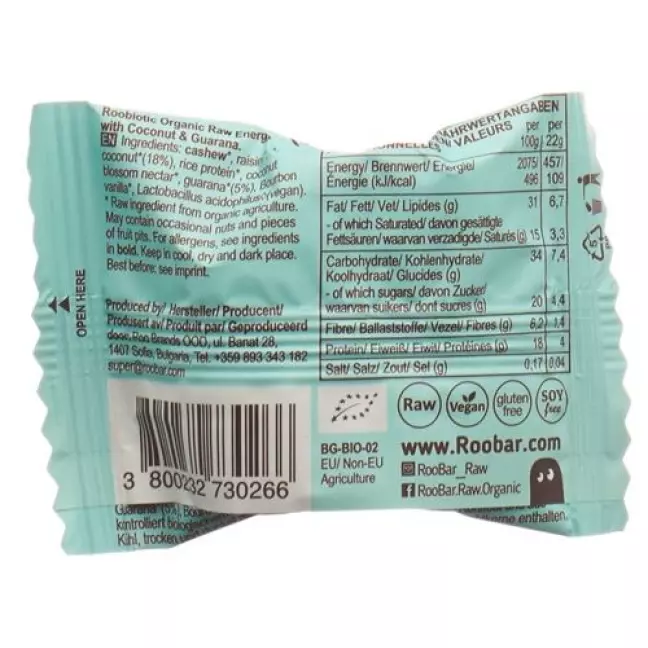 Roobiotic Organic Raw Energy
with Coconut & Guarana.
EN Ingredients: cashew*, raisin
coconut*(18%), rice protein*, coconut
blossom nectar*, guarana*(5%), Bourbon
vanilla*, Lactobacillus acidophilus(vegan).
* Raw ingredient from organic agriculture.
May contain occasional nuts and pieces
of fruit pits. For allergens, see ingredients
in bold. Keep in cool, dry and dark place.
Best before: see imprint.
OPEN HERE
Produced by/ Hersteller/ Producent/
Produsert av/ Produit par/ Geproduceerd
door: Roo Brands OOO, ul. Banat 28,
1407 Sofia, Bulgaria, Tel. +359 893 343 182
super@roobar.com
3 800232 730266
NÄHRWERTANGABEN
VALEURS per per
100g 22g
Energy/ Brennwert/ Energie/ 2075 457/
Énergie (kJ/kcal) 496 109
Fat/ Fett/ Vet/ Lipides (g) 31 6,7
- of which Saturated/ davon gesättigte
Fettsäuren/ waarvan verzadigde/ Saturés (g) 15 3,3
Carbohydrate/ Kohlenhydrate/ 34 7,4
Koolhydraat/ Glucides (g)
- of which sugars/ davon Zucker/
waarvan suikers/ dont sucres (g) 20 4,4
Fibre/ Ballaststoffe/ Vezel/ Fibres (g) 6,2 1,4
Protein/ Eiweiß/ Eiwit/ Protéines (g) 18 4
Salt/ Salz/ Zout/ Sel (g) 0,17 0,04
BG-BIO-02
EU/ Non-EU
Agriculture
Raw
Vegan
gluten
free
SOY
free
www.Roobar.com
RooBar_Raw
RooBar.Raw.Organic
5
Guarana
kontrolliert
Kühl, trocken
enthalten.